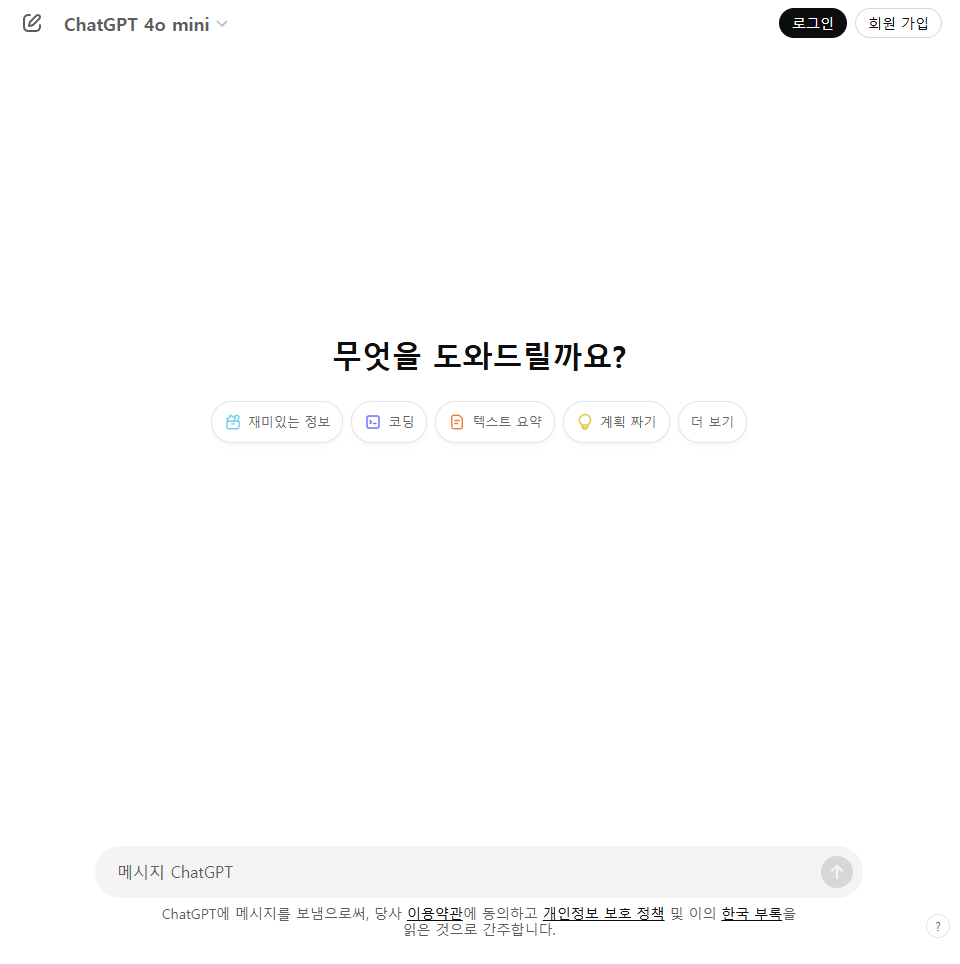 ChatGPT 4o mini
로그인
회원 가입
무엇을 도와드릴까요?
재미있는 정보
코딩
텍스트 요약
계획 짜기
더 보기
메시지 ChatGPT
ChatGPT에 메시지를 보냄으로써, 당사 이용약관에 동의하고 개인정보 보호 정책 및 이의 한국 부록을
읽은 것으로 간주합니다.
?